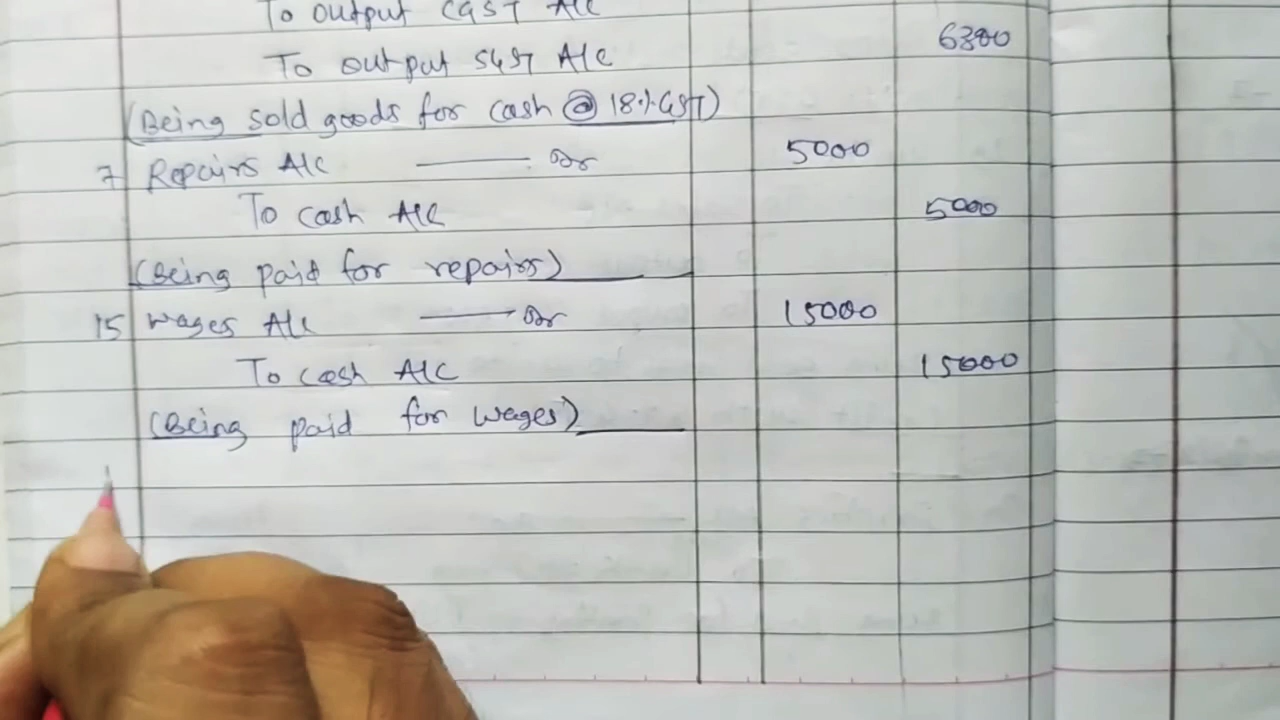 To output CGST A/C
To output SGST A/C 6300
(Being sold goods for cash @ 18% GST)
7 Repairs A/C Dr 5000
To cash A/C 5000
(Being paid for repairs)
15 wages A/C Dr 15000
To cash A/C 15000
(Being paid for wages)